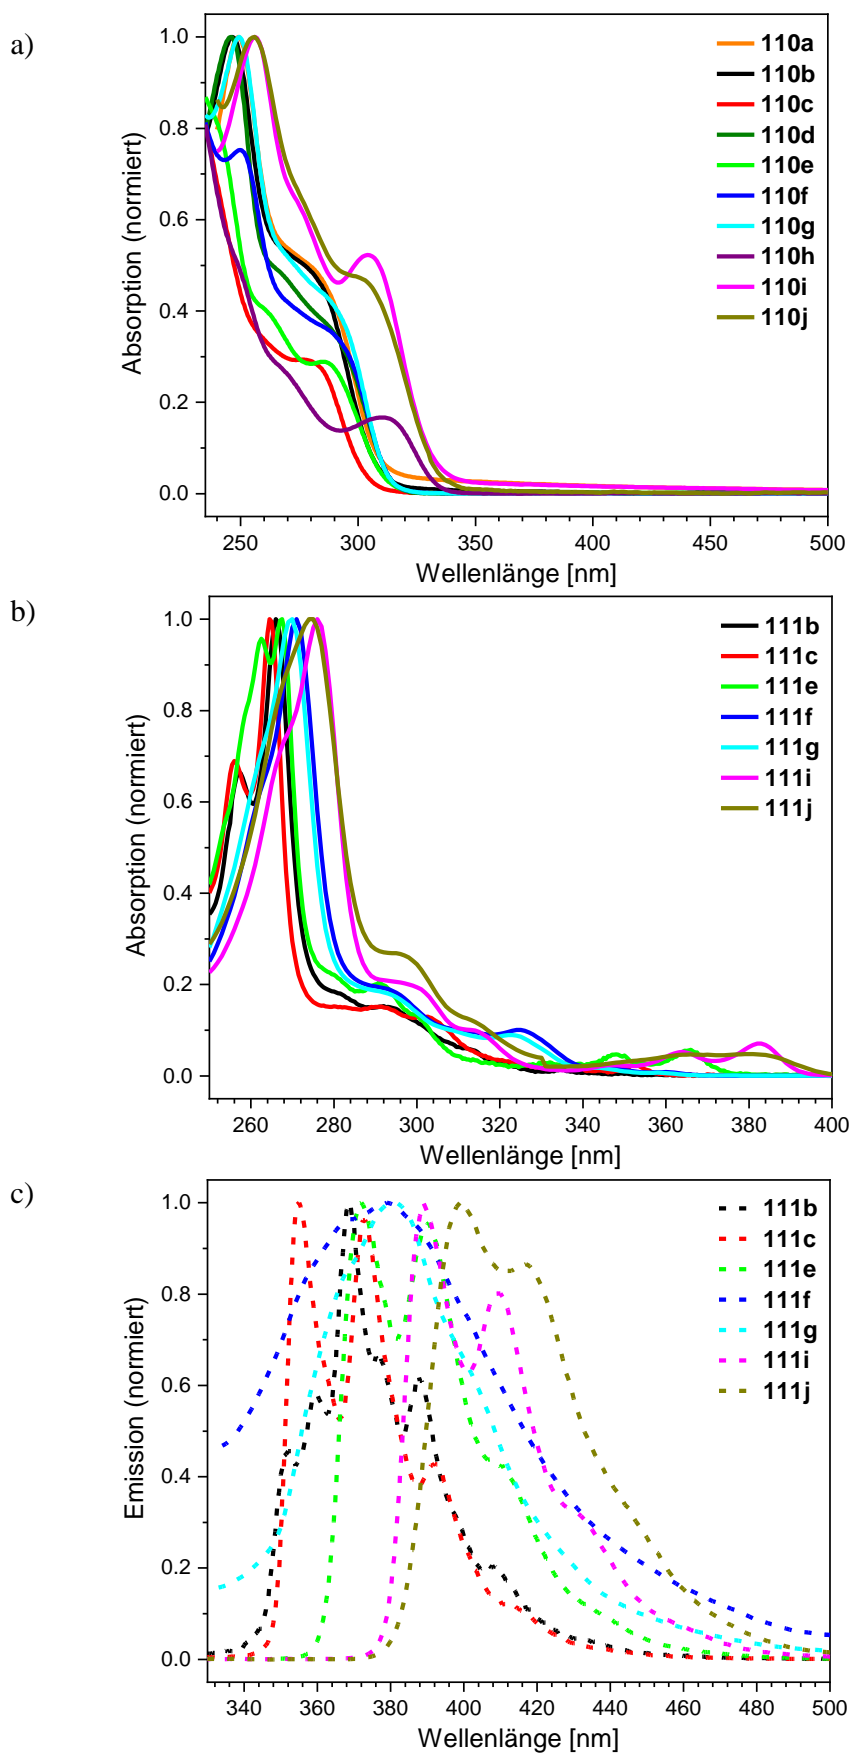 a)
1.0
0.8
0.6
0.4
0.2
0.0
Absorption (normiert)
250 300 350 400 450 500
Wellenlänge [nm]
110a
110b
110c
110d
110e
110f
110g
110h
110i
110j
b)
1.0
0.8
0.6
0.4
0.2
0.0
Absorption (normiert)
260 280 300 320 340 360 380 400
Wellenlänge [nm]
111b
111c
111e
111f
111g
111i
111j
c)
1.0
0.8
0.6
0.4
0.2
0.0
Emission (normiert)
340 360 380 400 420 440 460 480 500
Wellenlänge [nm]
111b
111c
111e
111f
111g
111i
111j